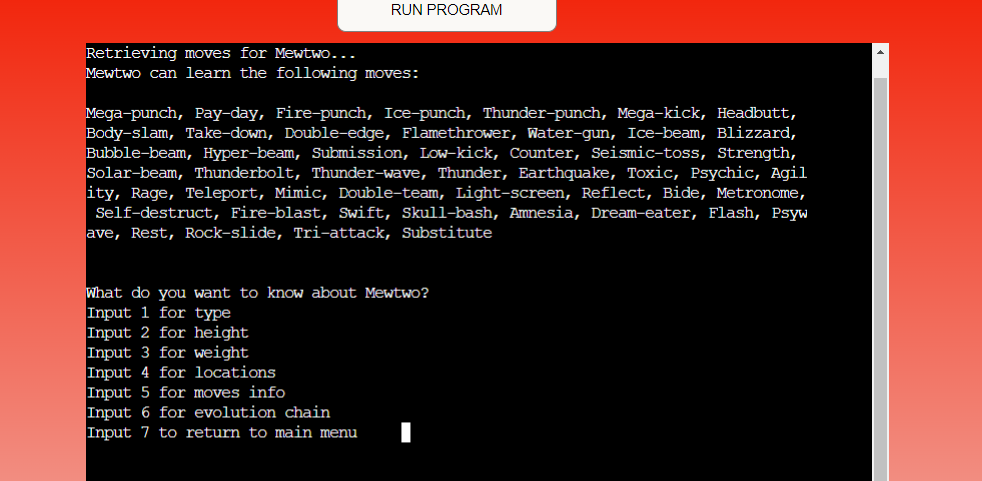 RUN PROGRAM
Retrieving moves for Mewtwo...
Mewtwo can learn the following moves:
Mega-punch, Pay-day, Fire-punch, Ice-punch, Thunder-punch, Mega-kick, Headbutt,
Body-slam, Take-down, Double-edge, Flamethrower, Water-gun, Ice-beam, Blizzard,
Bubble-beam, Hyper-beam, Submission, Low-kick, Counter, Seismic-toss, Strength,
Solar-beam, Thunderbolt, Thunder-wave, Thunder, Earthquake, Toxic, Psychic, Agil
ity, Rage, Teleport, Mimic, Double-team, Light-screen, Reflect, Bide, Metronome,
Self-destruct, Fire-blast, Swift, Skull-bash, Amnesia, Dream-eater, Flash, Psyw
ave, Rest, Rock-slide, Tri-attack, Substitute
What do you want to know about Mewtwo?
Input 1 for type
Input 2 for height
Input 3 for weight
Input 4 for locations
Input 5 for moves info
Input 6 for evolution chain
Input 7 to return to main menu